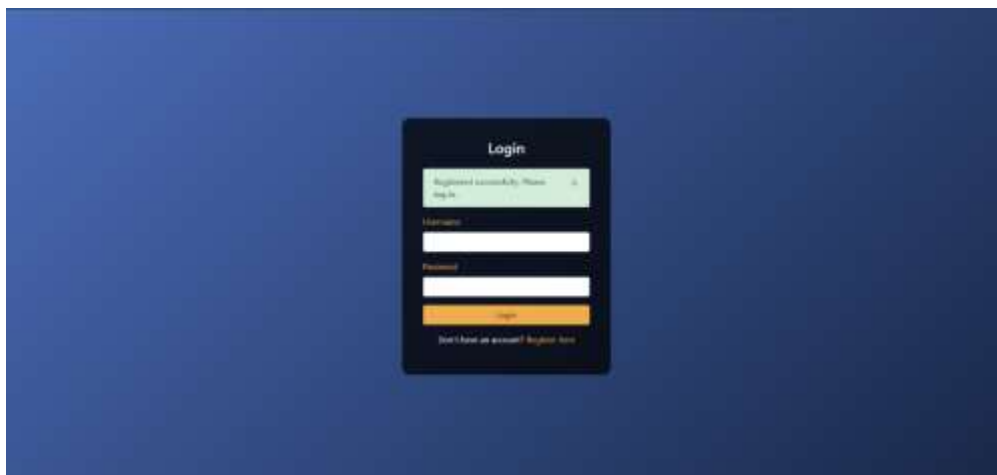 Login
Registered successfully. Please
log in.
×
Username
Password
Login
Don't have an account? Register here